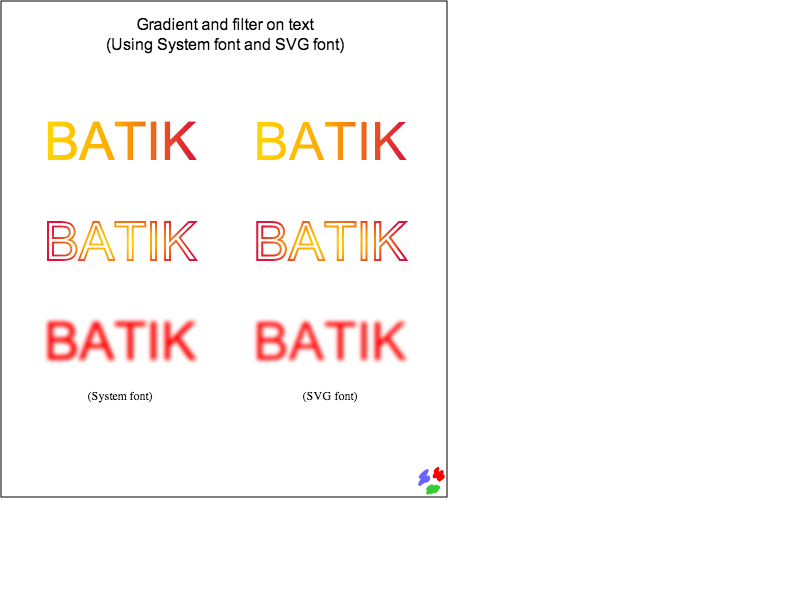 Gradient and filter on text
(Using System font and SVG font)
BATIK BATIK
BATIK BATIK
BATIK BATIK
(System font) (SVG font)